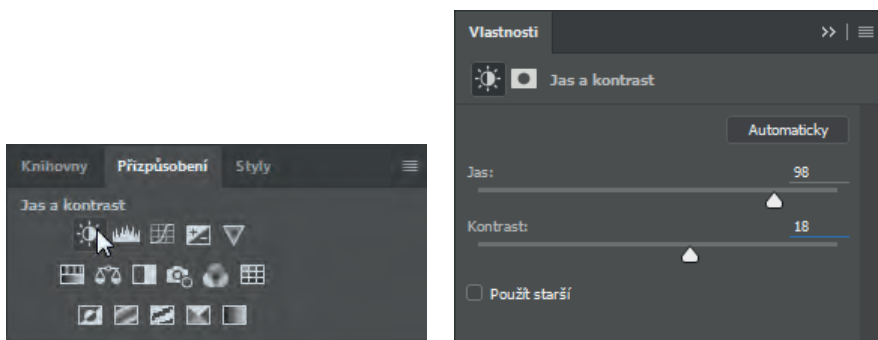 Knihovny Přizpůsobení Styly
Jas a kontrast
Vlastnosti
Jas a kontrast
Automaticky
Jas: 98
Kontrast: 18
Použít starší